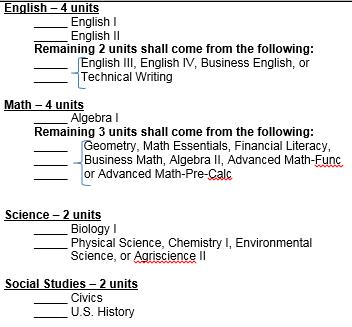 English – 4 units
_____ English I
_____ English II
Remaining 2 units shall come from the following:
_____ English III, English IV, Business English, or
_____ Technical Writing
Math – 4 units
_____ Algebra I
Remaining 3 units shall come from the following:
_____ Geometry, Math Essentials, Financial Literacy,
_____ Business Math, Algebra II, Advanced Math-Func
_____ or Advanced Math-Pre-Calc
Science – 2 units
_____ Biology I
_____ Physical Science, Chemistry I, Environmental
Science, or Agriscience II
Social Studies – 2 units
_____ Civics
_____ U.S. History